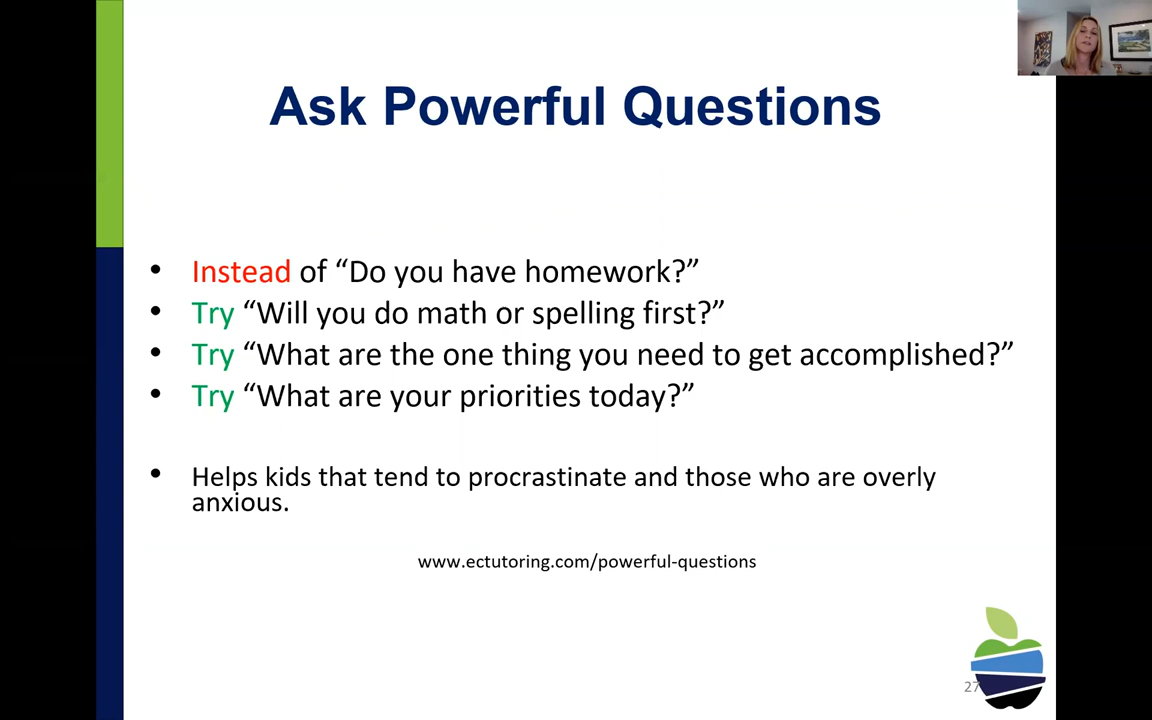 Ask Powerful Questions
• Instead of “Do you have homework?”
• Try “Will you do math or spelling first?”
• Try “What are the one thing you need to get accomplished?”
• Try “What are your priorities today?”
• Helps kids that tend to procrastinate and those who are overly
anxious.
www.ectutoring.com/powerful-questions
27